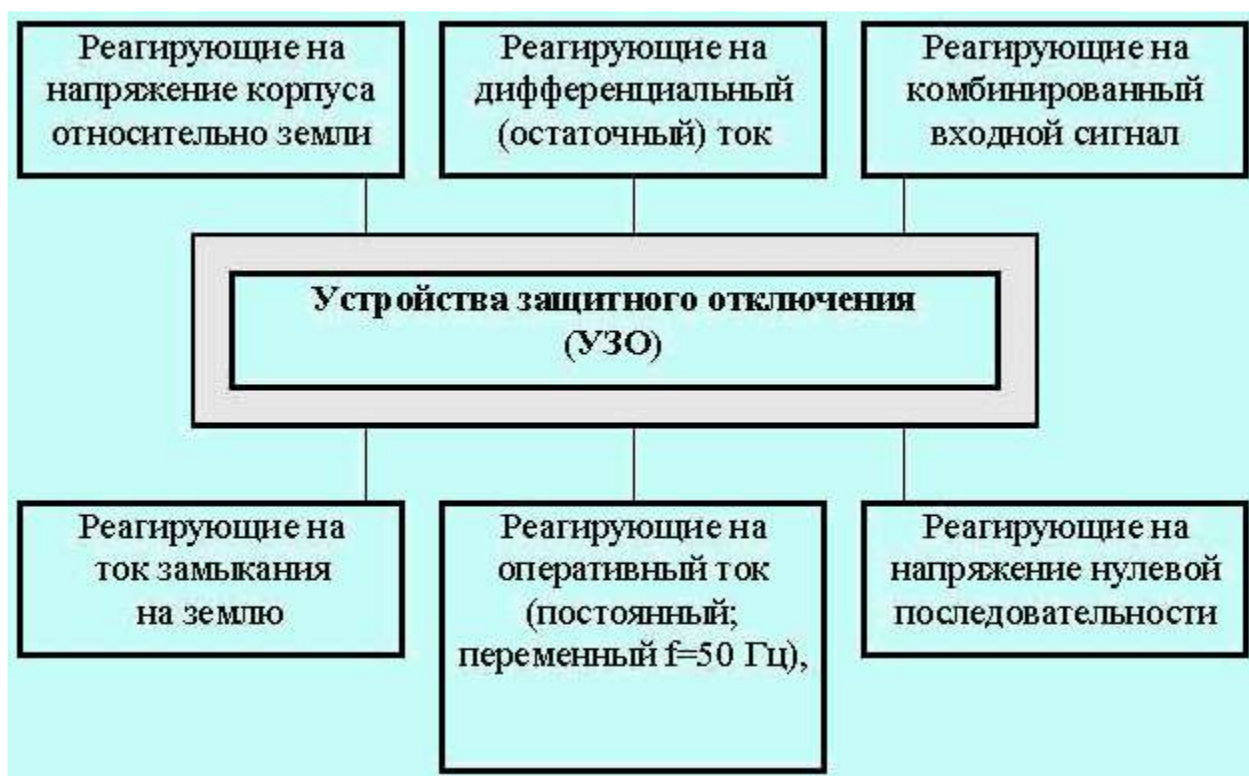 Реагирующие на
напряжение корпуса
относительно земли
Реагирующие на
дифференциальный
(остаточный) ток
Реагирующие на
комбинированный
входной сигнал
Устройства защитного отключения
(УЗО)
Реагирующие на
ток замыкания
на землю
Реагирующие на
оперативный ток
(постоянный;
переменный f=50 Гц),
Реагирующие на
напряжение нулевой
последовательности